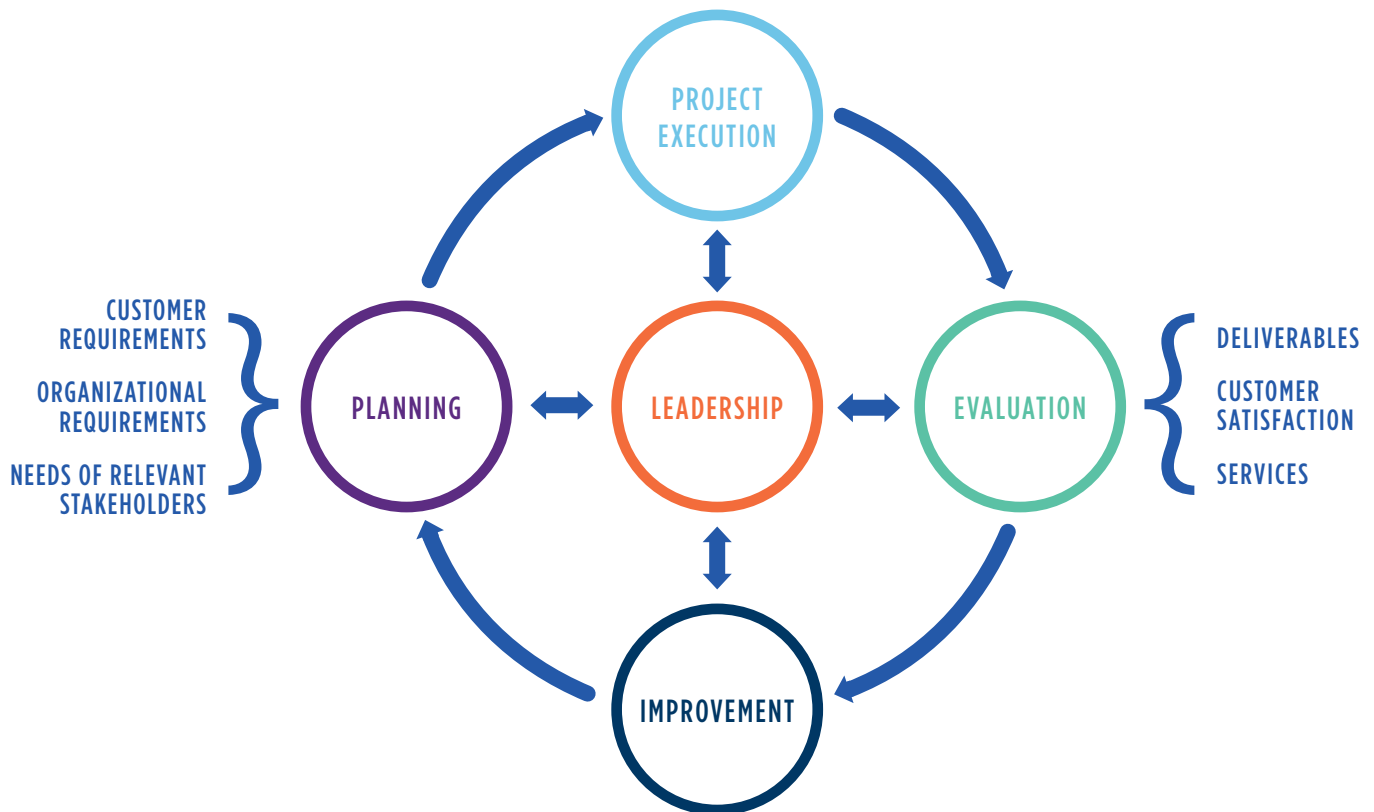 PROJECT
EXECUTION
CUSTOMER
REQUIREMENTS
ORGANIZATIONAL
REQUIREMENTS
NEEDS OF RELEVANT
STAKEHOLDERS
PLANNING
LEADERSHIP
EVALUATION
DELIVERABLES
CUSTOMER
SATISFACTION
SERVICES
IMPROVEMENT